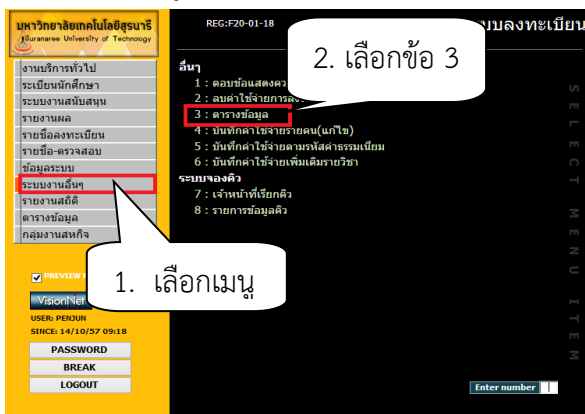 มหาวิทยาลัยเทคโนโลยีสุรนารี
Suranaree University of Technology
REG:F20-01-18
บบลงทะเบียน
งานบริการทั่วไป
ระเบียนนักศึกษา
ระบบงานสนับสนุน
รายงานผล
รายชื่อลงทะเบียน
รายชื่อ-ตรวจสอบ
ข้อมูลระบบ
ระบบงานอื่นๆ
รายงานสถิติ
ตารางข้อมูล
กลุ่มงานสหกิจ
อื่นๆ
1 : ตอบข้อแสดงคว
2 : ลบค่าใช้จ่ายการลง
3 : ตารางข้อมูล
4 : บันทึกค่าใช้จ่ายรายคน(แก้ไข)
5 : บันทึกค่าใช้จ่ายตามรหัสค่าธรรมเนียม
6 : บันทึกค่าใช้จ่ายเพิ่มเติมรายวิชา
ระบบจองคิว
7 : เจ้าหน้าที่เรียกคิว
8 : รายการข้อมูลคิว
2. เลือกข้อ 3
1. เลือกเมนู
SELECT MENU ITEM
PREVIEW
VisionNet
USER: PENJUN
SINCE: 14/10/57 09:18
PASSWORD
BREAK
LOGOUT
Enter number